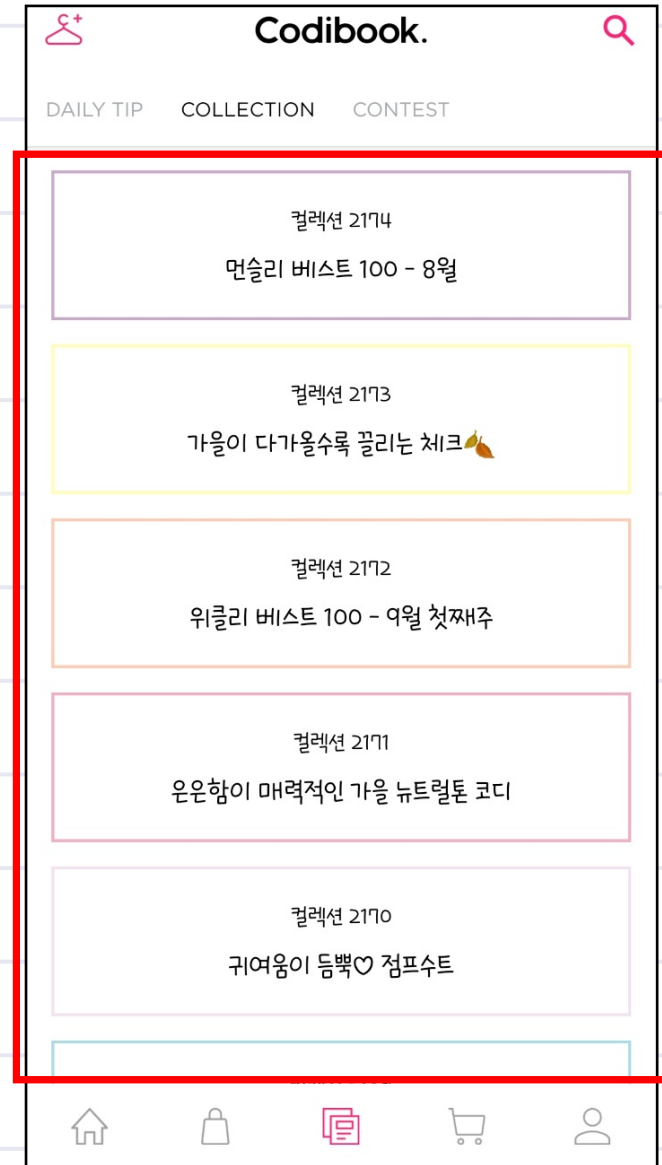 C+
Codibook.
DAILY TIP COLLECTION CONTEST
컬렉션 2174
먼슬리 베스트 100 - 8월
컬렉션 2173
가을이 다가올수록 끌리는 체크🍂
컬렉션 2172
위클리 베스트 100 - 9월 첫째주
컬렉션 2171
은은함이 매력적인 가을 뉴트럴톤 코디
컬렉션 2170
귀여움이 듬뿍♡ 점프수트